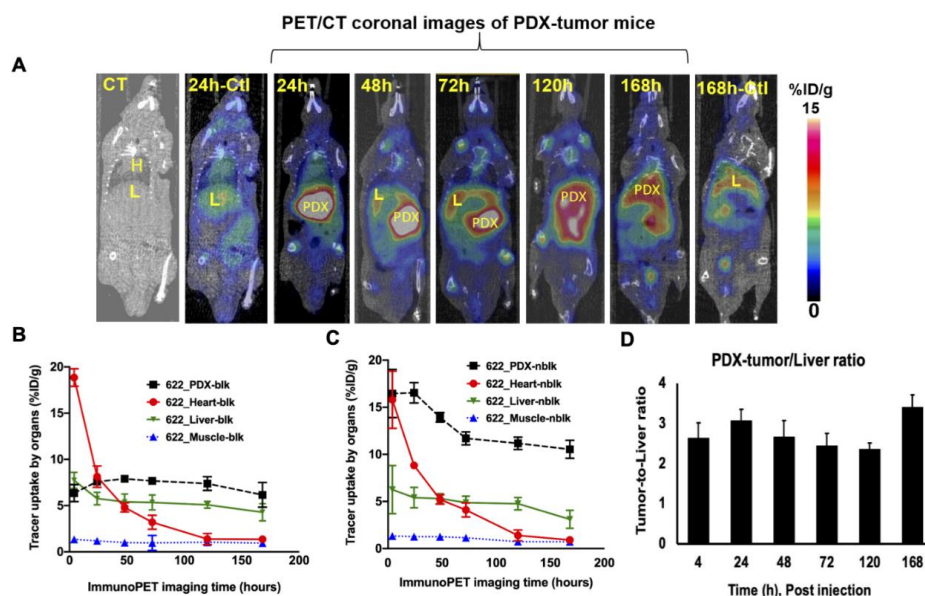 PET/CT coronal images of PDX-tumor mice
A
CT
24h-Ctl
24h
48h
72h
120h
168h
168h-Ctl
%ID/g
15
H
L
L
PDX
L
PDX
L
PDX
PDX
PDX
L
0
B
20
15
10
5
0
Tracer uptake by organs (%ID/g)
622_PDX-blk
622_Heart-blk
622_Liver-blk
622_Muscle-blk
0 50 100 150 200
ImmunoPET imaging time (hours)
C
20
15
10
5
0
Tracer uptake by organs (%ID/g)
622_PDX-nblk
622_Heart-nblk
622_Liver-nblk
622_Muscle-nblk
0 50 100 150 200
ImmunoPET imaging time (hours)
D
PDX-tumor/Liver ratio
4
3
2
1
0
Tumor-to-Liver ratio
4 24 48 72 120 168
Time (h), Post injection